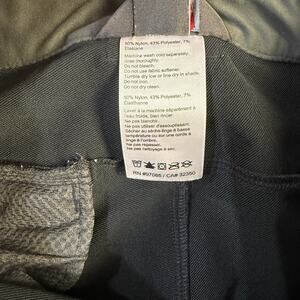 50% Nylon, 43% Polyester, 7%
Elastane
Machine wash cold separately.
Rinse thoroughly.
Do not bleach.
Do not use fabric softener.
Tumble dry low or line dry in shade.
Do not iron.
Do not dry clean.
50% Nylon, 43% Polyester, 7%
Élasthanne
Laver à la machine séparément à
l'eau froide, bien rincer.
Ne pas blanchir.
Ne pas utiliser d'assouplissant.
Sécher au sèche-linge à basse
température ou sur une corde à
linge à l'ombre.
Ne pas repasser.
Ne pas nettoyage à sec.
RN #97085 / CA# 32350